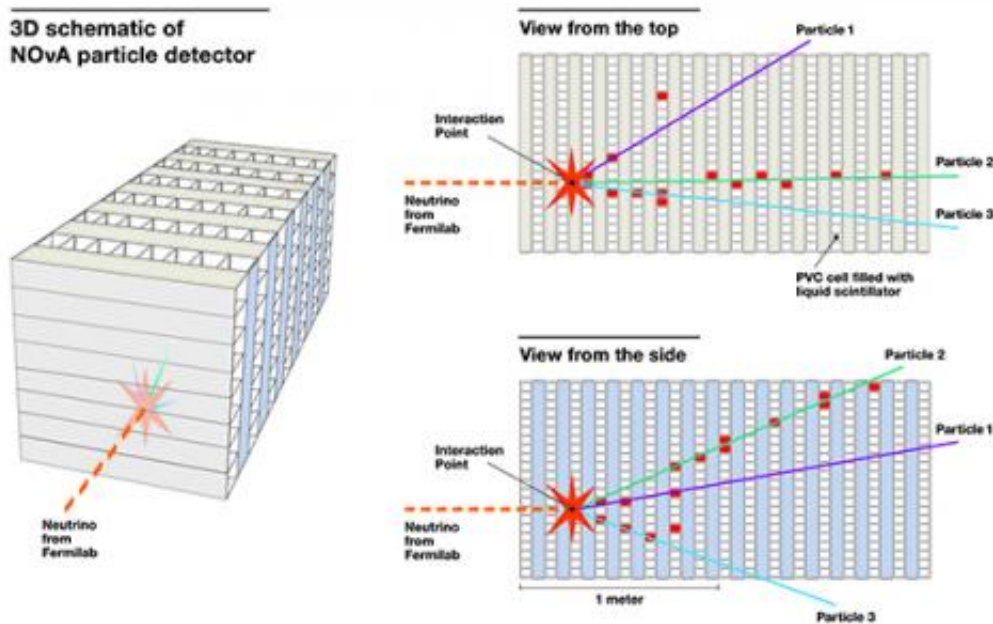 3D schematic of
NOνA particle detector
Neutrino
from
Fermilab
View from the top
Particle 1
Interaction
Point
Particle 2
Neutrino
from
Fermilab
Particle 3
PVC cell filled with
liquid scintillator
View from the side
Particle 2
Particle 1
Interaction
Point
Neutrino
from
Fermilab
1 meter
Particle 3